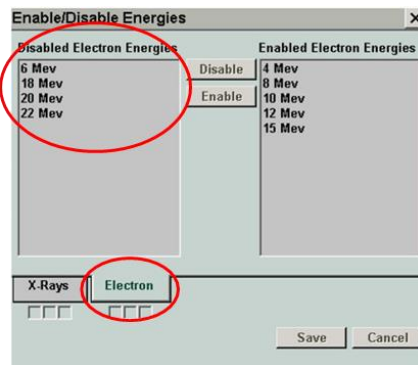 Enable/Disable Energies
Disabled Electron Energies
6 Mev
18 Mev
20 Mev
22 Mev
Disable
Enable
Enabled Electron Energies
4 Mev
8 Mev
10 Mev
12 Mev
15 Mev
X-Rays
Electron
Save
Cancel